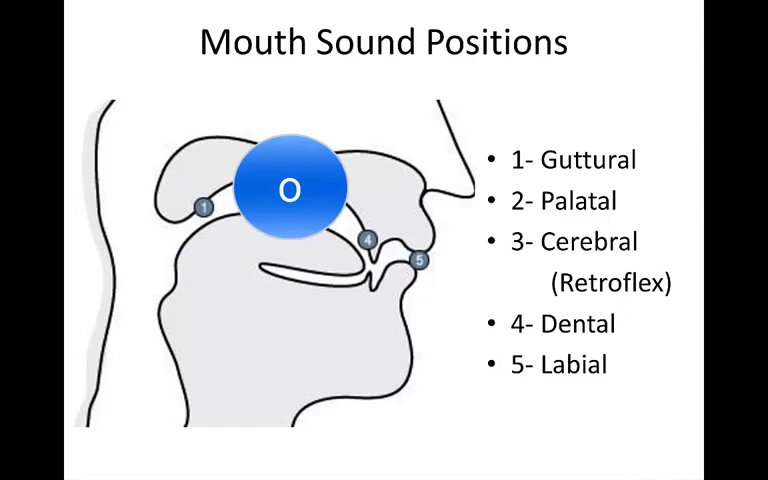 Mouth Sound Positions
1
o
4
5
• 1- Guttural
• 2- Palatal
• 3- Cerebral
(Retroflex)
• 4- Dental
• 5- Labial